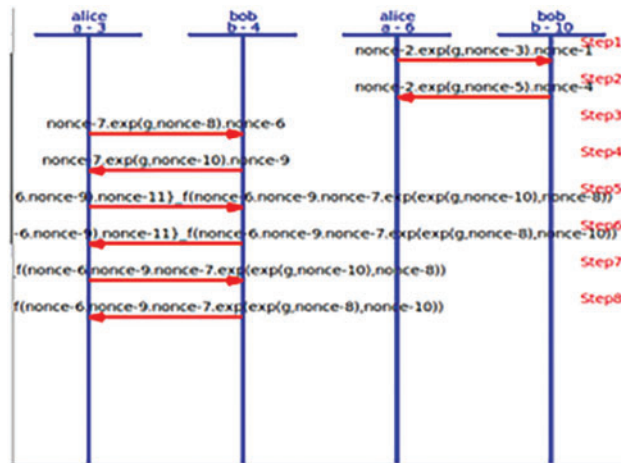 alice bob alice bob
a - 3 b - 4 a - 6 b - 10
Step1
nonce-2.exp(g,nonce-3).nonce-1
Step2
nonce-2.exp(g,nonce-5).nonce-4
Step3
nonce-7.exp(g,nonce-8).nonce-6
Step4
nonce-7.exp(g,nonce-10).nonce-9
Step5
6.nonce-9).nonce-11}_f(nonce-6.nonce-9.nonce-7.exp(exp(g,nonce-10),nonce-8))
Step6
-6.nonce-9).nonce-11}_f(nonce-6.nonce-9.nonce-7.exp(exp(g,nonce-8),nonce-10))
Step7
_f(nonce-6.nonce-9.nonce-7.exp(exp(g,nonce-10),nonce-8))
Step8
f(nonce-6.nonce-9.nonce-7.exp(exp(g,nonce-8),nonce-10))